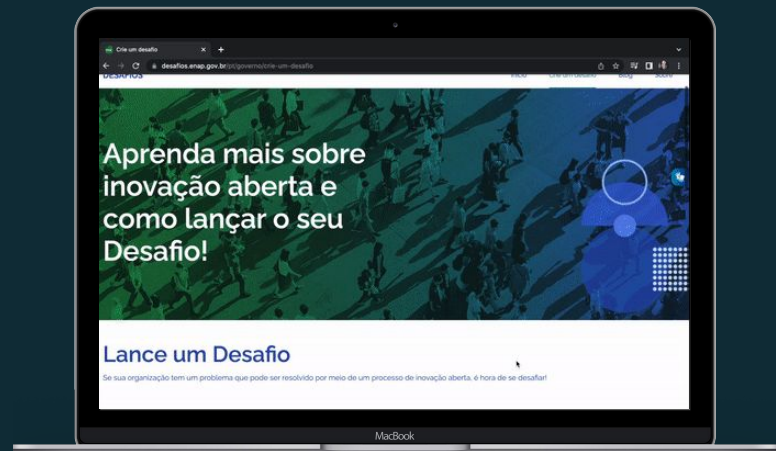 Crie um desafio
desafios.enap.gov.br/pt/governo/crie-um-desafio
DESAFIOS
Início Crie um desafio Blog Sobre
Aprenda mais sobre
inovação aberta e
como lançar o seu
Desafio!
Lance um Desafio
Se sua organização tem um problema que pode ser resolvido por meio de um processo de inovação aberta, é hora de se desafiar!
MacBook